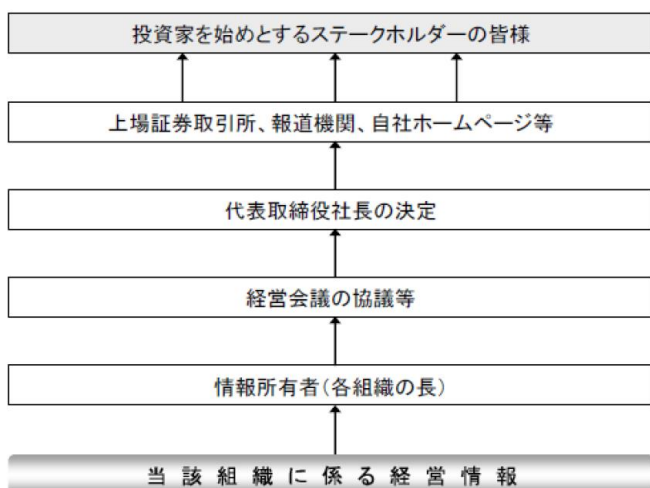 投資家を始めとするステークホルダーの皆様
上場証券取引所、報道機関、自社ホームページ等
代表取締役社長の決定
経営会議の協議等
情報所有者(各組織の長)
当該組織に係る経営情報